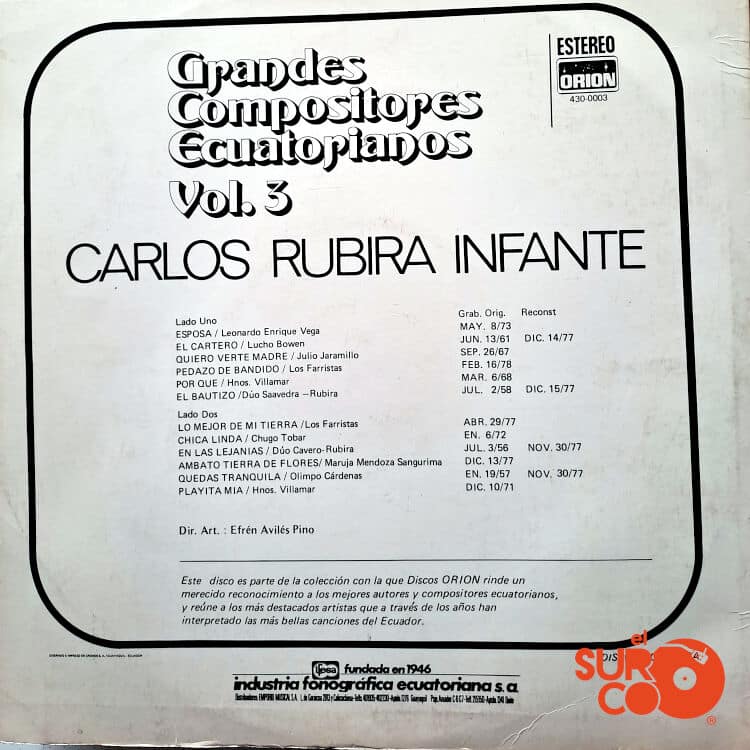 Grandes
Compositores
Ecuatorianos
Vol. 3
ESTEREO
ORION
430-0003
CARLOS RUBIRA INFANTE
Grab. Orig. Reconst
Lado Uno
ESPOSA / Leonardo Enrique Vega MAY. 8/73
EL CARTERO / Lucho Bowen JUN. 13/61 DIC. 14/77
QUIERO VERTE MADRE / Julio Jaramillo SEP. 26/67
PEDAZO DE BANDIDO / Los Farristas FEB. 16/78
POR QUE / Hnos. Villamar MAR. 6/68
EL BAUTIZO / Dúo Saavedra --Rubira JUL. 2/58 DIC. 15/77
Lado Dos
LO MEJOR DE MI TIERRA /Los Farristas ABR. 29/77
CHICA LINDA / Chugo Tobar EN. 6/72
EN LAS LEJANIAS / Dúo Cavero-Rubira JUL. 3/56 NOV. 30/77
AMBATO TIERRA DE FLORES/ Maruja Mendoza Sangurima DIC. 13/77
QUEDAS TRANQUILA / Olimpo Cárdenas EN. 19/57 NOV. 30/77
PLAYITA MIA / Hnos. Villamar DIC. 10/71
Dir. Art. : Efrén Avilés Pino
Este disco es parte de la colección con la que Discos ORION rinde un
merecido reconocimiento a los mejores autores y compositores ecuatorianos,
y reúne a los más destacados artistas que a través de los años han
interpretado las más bellas canciones del Ecuador.
ifesa fundada en 1946
industria fonográfica ecuatoriana s.a.
Distribuidores: EMPORIO MUSICAL S.A.
el
SUR
CO
®